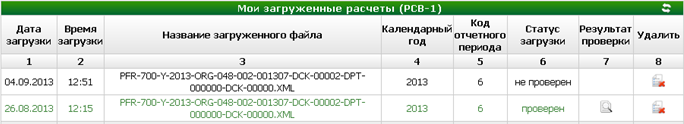 Мои загруженные расчеты (РСВ-1)
Дата загрузки Время загрузки Название загруженного файла Календарный год Код отчетного периода Статус загрузки Результат проверки Удалить
1 2 3 4 5 6 7 8
04.09.2013 12:51 PFR-700-Y-2013-ORG-048-002-001307-DCK-00002-DPT-000000-DCK-00000.XML 2013 6 не проверен
26.08.2013 12:15 PFR-700-Y-2013-ORG-048-002-001307-DCK-00002-DPT-000000-DCK-00000.XML 2013 6 проверен